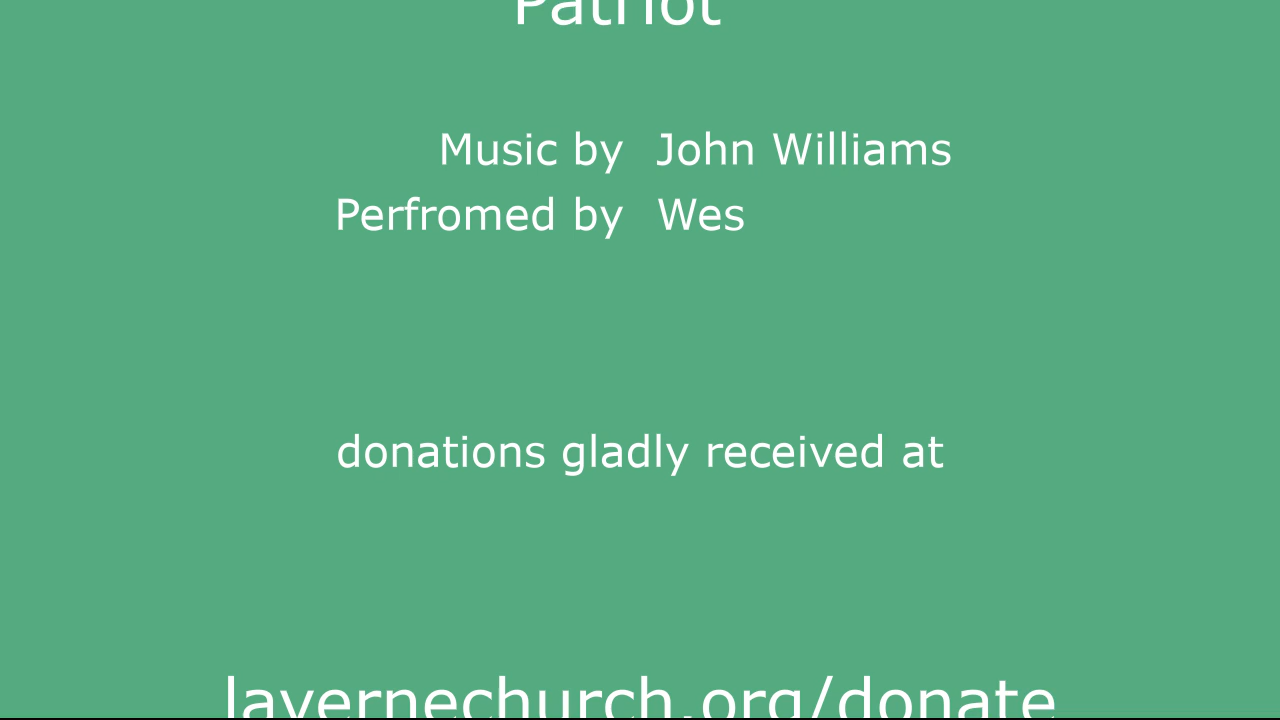 Patriot
Music by John Williams
Perfromed by Wes
donations gladly received at
lavernechurch.org/donate